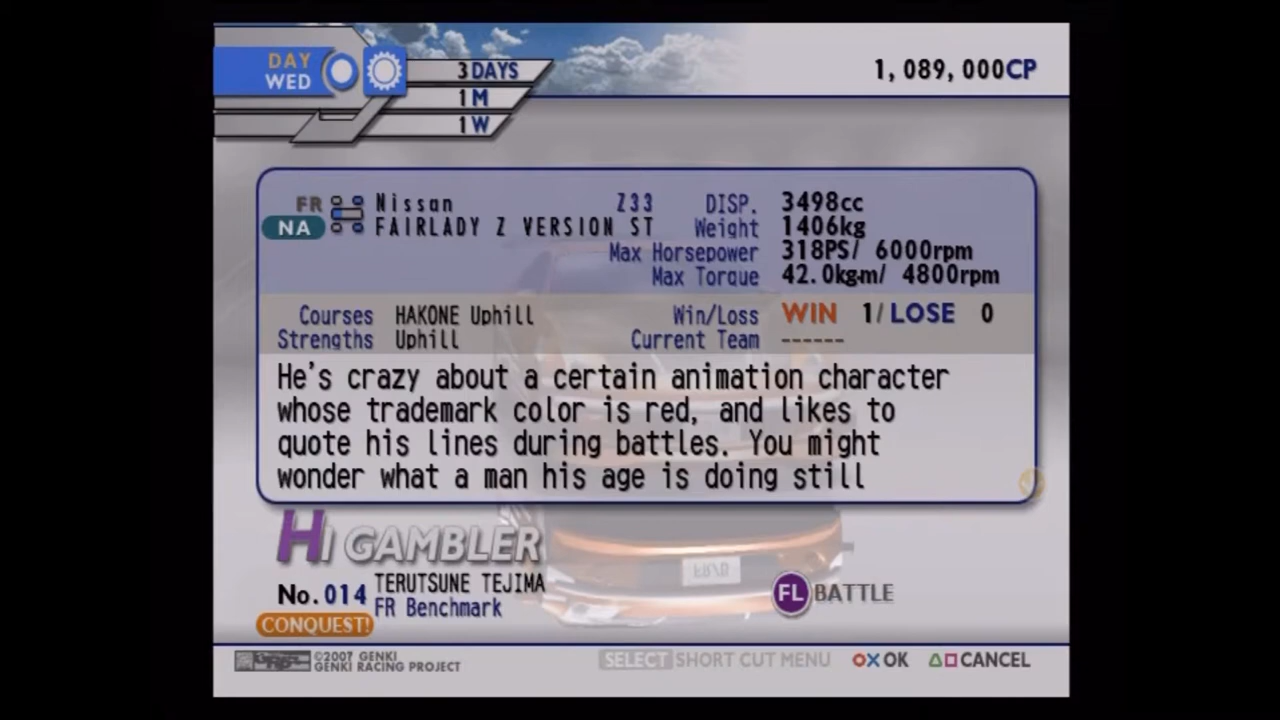 DAY
WED
3DAYS
1M
1W
1,089,000CP
FR
NA
Nissan Z33
FAIRLADY Z VERSION ST
DISP. 3498cc
Weight 1406kg
Max Horsepower 318PS/ 6000rpm
Max Torque 42.0kgm/ 4800rpm
Courses HAKONE Uphill
Strengths Uphill
Win/Loss WIN 1/LOSE 0
Current Team ------
He's crazy about a certain animation character
whose trademark color is red, and likes to
quote his lines during battles. You might
wonder what a man his age is doing still
HI GAMBLER
No.014 TERUTSUNE TEJIMA
FR Benchmark
CONQUEST!
FL BATTLE
©2007 GENKI
GENKI RACING PROJECT
SELECT SHORT CUT MENU
OK
CANCEL